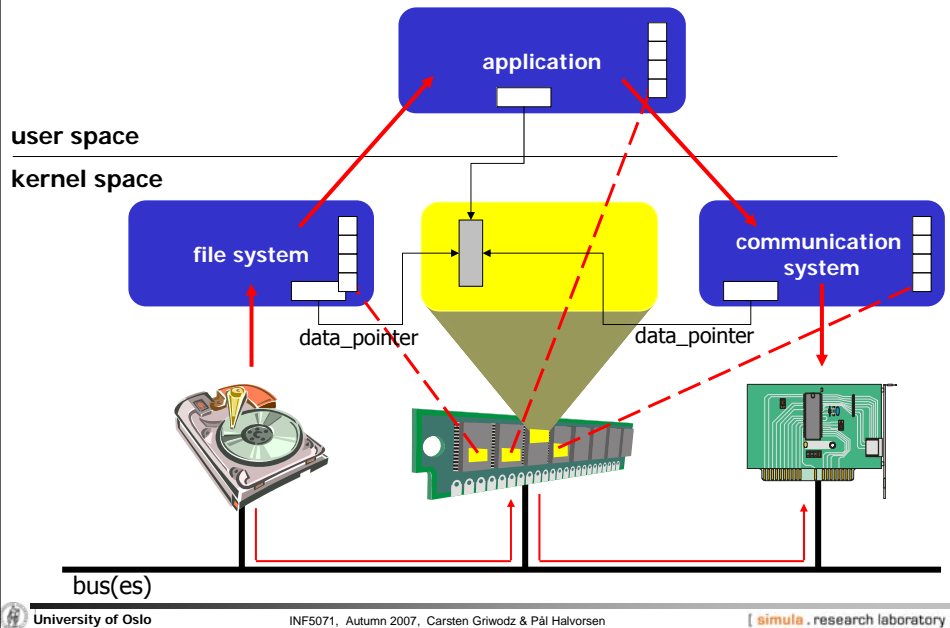 application
user space
kernel space
file system
communication
system
data_pointer
data_pointer
bus(es)
University of Oslo
INF5071, Autumn 2007, Carsten Griwodz & Pål Halvorsen
[ simula . research laboratory